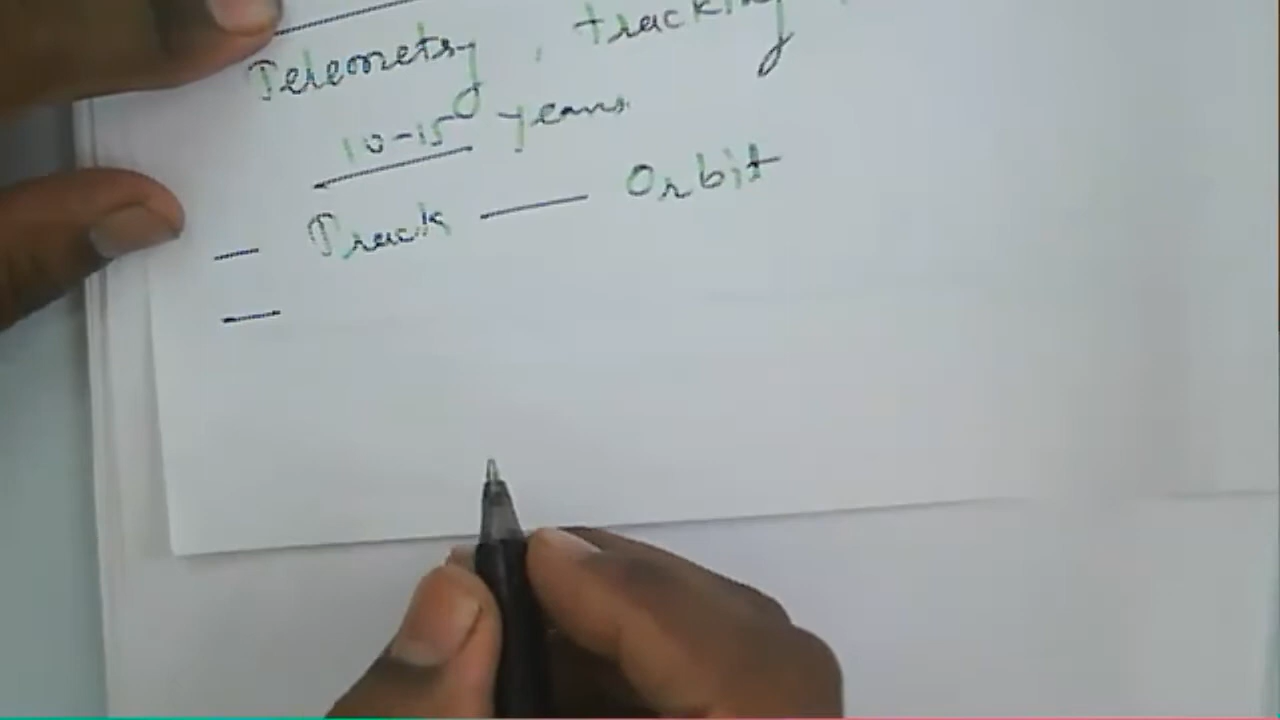 Telemetry, tracking
10-15 years
— Track — Orbit
—